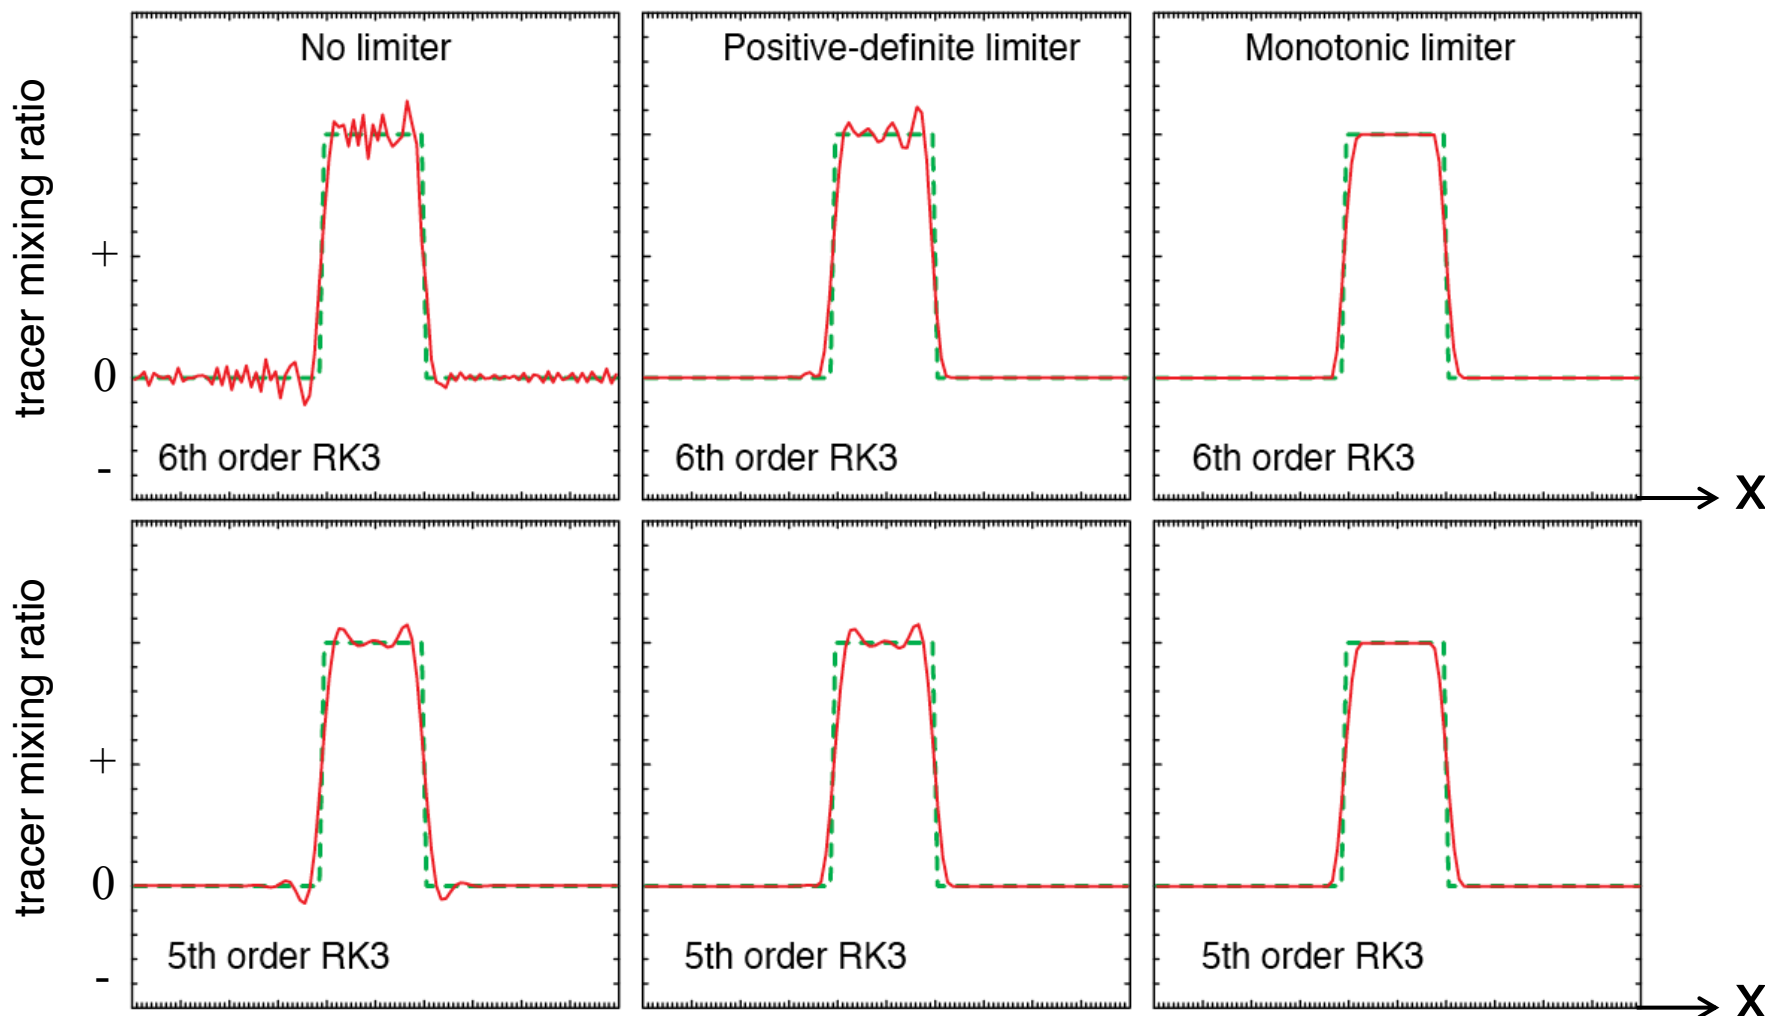 No limiter
Positive-definite limiter
Monotonic limiter
tracer mixing ratio
+
0
-
6th order RK3
6th order RK3
6th order RK3
X
tracer mixing ratio
+
0
-
5th order RK3
5th order RK3
5th order RK3
X